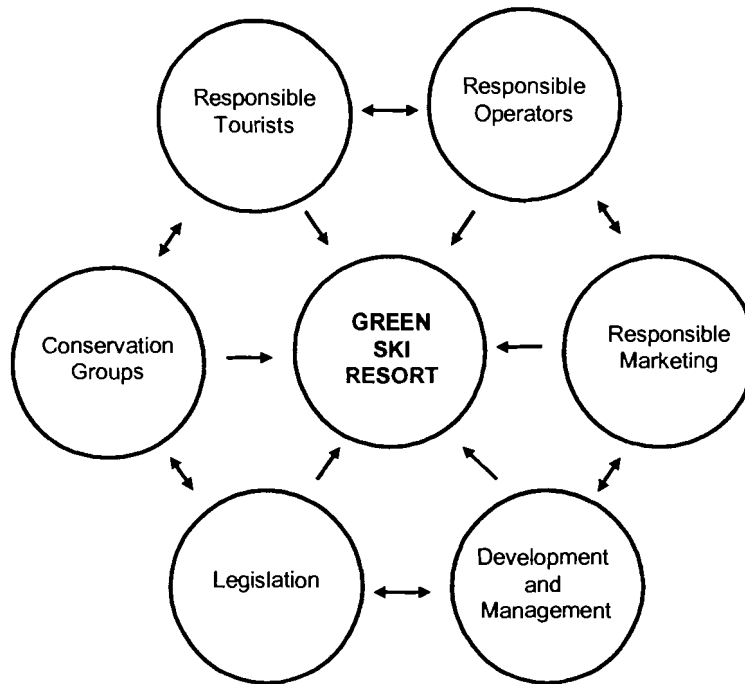 Responsible
Tourists
Responsible
Operators
Conservation
Groups
GREEN
SKI
RESORT
Responsible
Marketing
Legislation
Development
and
Management